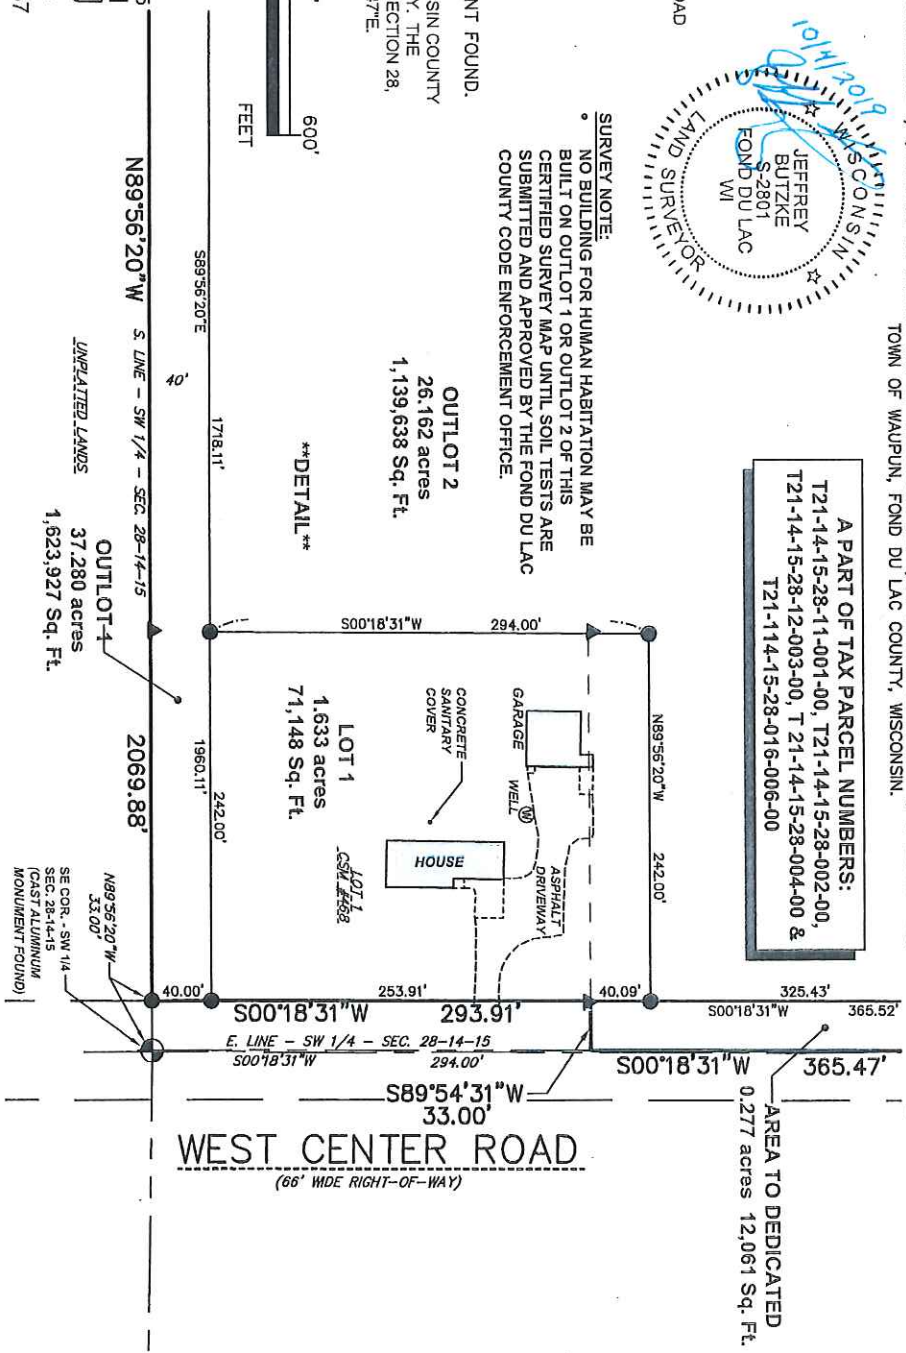 TOWN OF WAUPUN, FOND DU LAC COUNTY, WISCONSIN.
A PART OF TAX PARCEL NUMBERS:
T21-14-15-28-11-001-00, T21-14-15-28-002-00,
T21-14-15-28-12-003-00, T 21-14-15-28-004-00 &
T21-114-15-28-016-006-00
10/4/2019
WISCONSIN
JEFFREY
BUTZKE
S-2801
FOND DU LAC
WI
LAND SURVEYOR
SURVEY NOTE:
• NO BUILDING FOR HUMAN HABITATION MAY BE
BUILT ON OUTLOT 1 OR OUTLOT 2 OF THIS
CERTIFIED SURVEY MAP UNTIL SOIL TESTS ARE
SUBMITTED AND APPROVED BY THE FOND DU LAC
COUNTY CODE ENFORCEMENT OFFICE.
OAD
NT FOUND.
SIN COUNTY
Y. THE
ECTION 28,
7"E.
600'
FEET
OUTLOT 2
26.162 acres
1,139,638 Sq. Ft.
**DETAIL**
N89°56'20"W
242.00'
325.43'
S00°18'31"W
365.52'
365.47'
S00°18'31"W
AREA TO DEDICATED
0.277 acres 12,061 Sq. Ft.
40.09'
S00°18'31"W
294.00'
GARAGE
WELL
W
ASPHALT
DRIVEWAY
CONCRETE
SANITARY
COVER
HOUSE
LOT 1
1.633 acres
71,148 Sq. Ft.
LOT 1
CSM #468
253.91'
S00°18'31"W
293.91'
40.00'
E. LINE - SW 1/4 - SEC. 28-14-15
S00°18'31"W
294.00'
S89°54'31"W
33.00'
WEST CENTER ROAD
(66' WIDE RIGHT-OF-WAY)
S89°56'20"E
1718.11'
1960.11'
242.00'
40'
N89°56'20"W
S. LINE - SW 1/4 - SEC. 28-14-15
2069.88'
UNPLATTED LANDS
OUTLOT 1
37.280 acres
1,623,927 Sq. Ft.
N89°56'20"W
33.00'
SE COR. - SW 1/4
SEC. 28-14-15
(CAST ALUMINUM
MONUMENT FOUND)